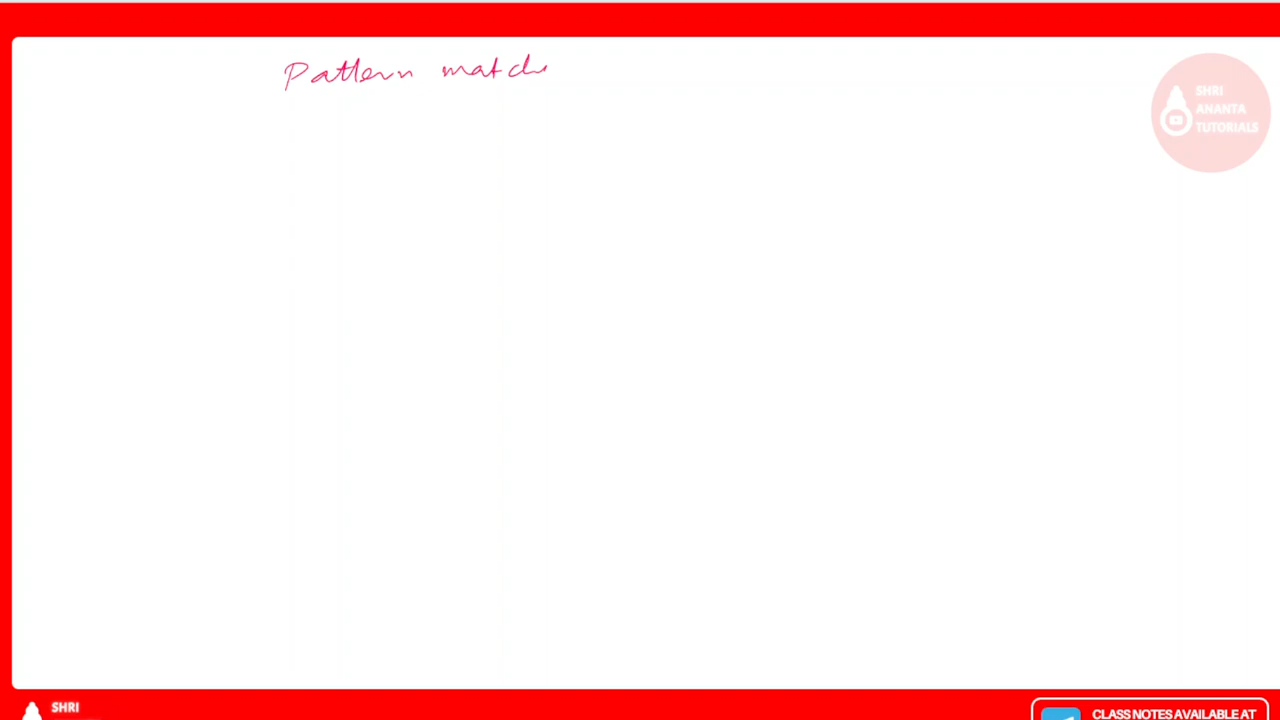 Pattern match
SHRI
ANANTA
TUTORIALS
SHRI
CLASS NOTES AVAILABLE AT